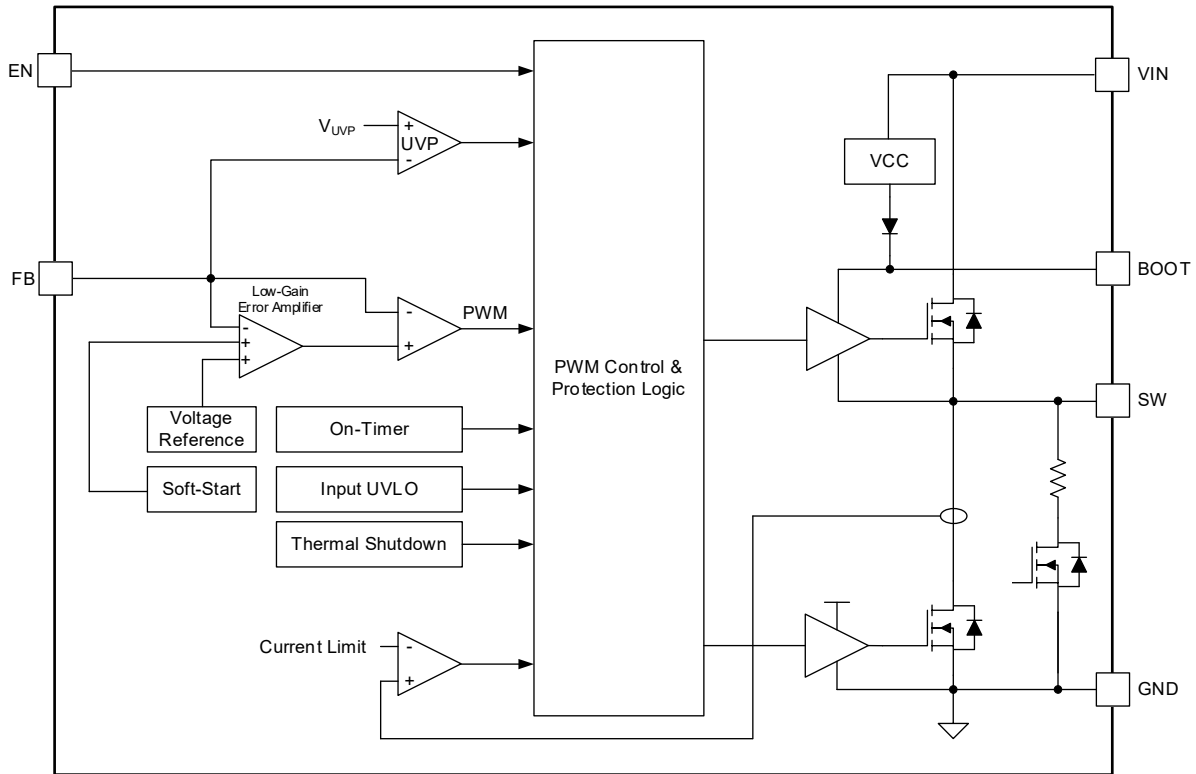 EN
VIN
V_UVP
+
UVP
-
VCC
FB
BOOT
Low-Gain
Error Amplifier
-
PWM
-
+
+
+
PWM Control &
Protection Logic
SW
Voltage
Reference
On-Timer
Soft-Start
Input UVLO
Thermal Shutdown
Current Limit
-
+
GND